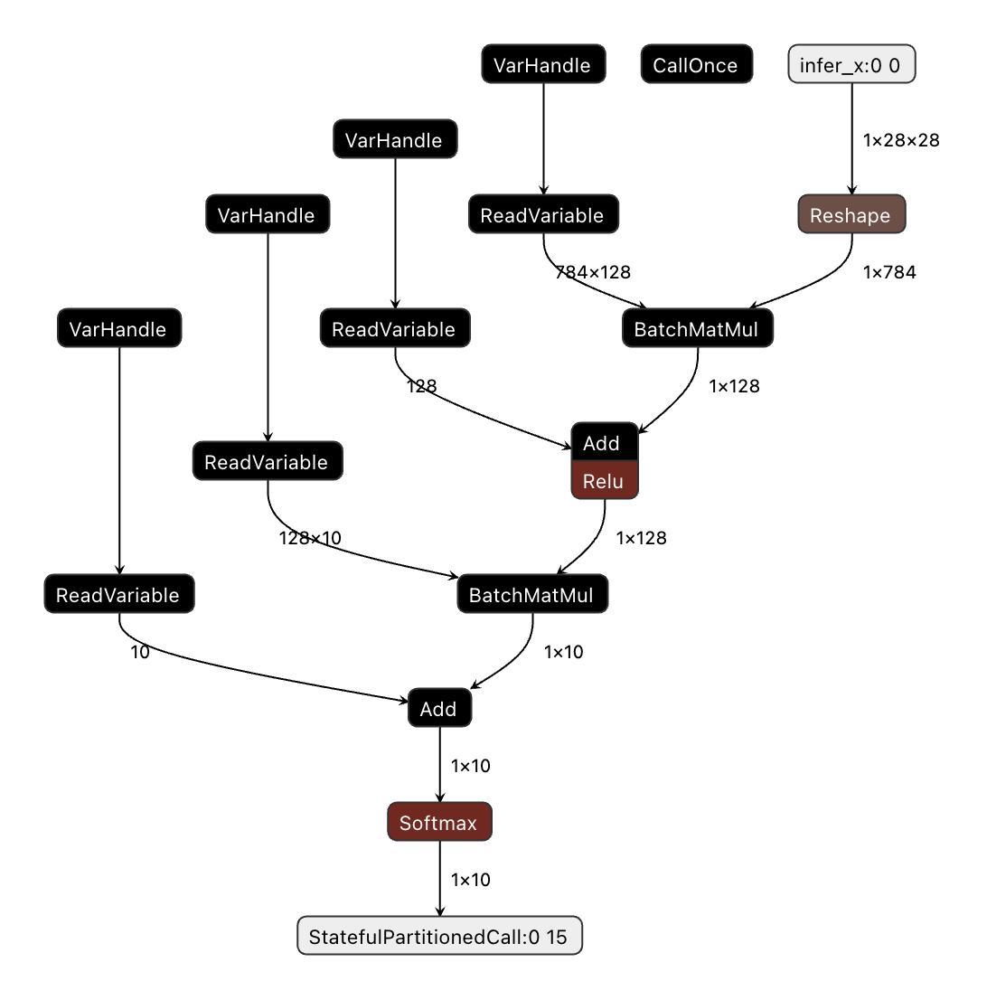 VarHandle
CallOnce
infer_x:0 0
VarHandle
1×28×28
VarHandle
ReadVariable
Reshape
784×128
1×784
VarHandle
ReadVariable
BatchMatMul
128
1×128
ReadVariable
Add
Relu
128×10
1×128
ReadVariable
BatchMatMul
10
1×10
Add
1×10
Softmax
1×10
StatefulPartitionedCall:0 15